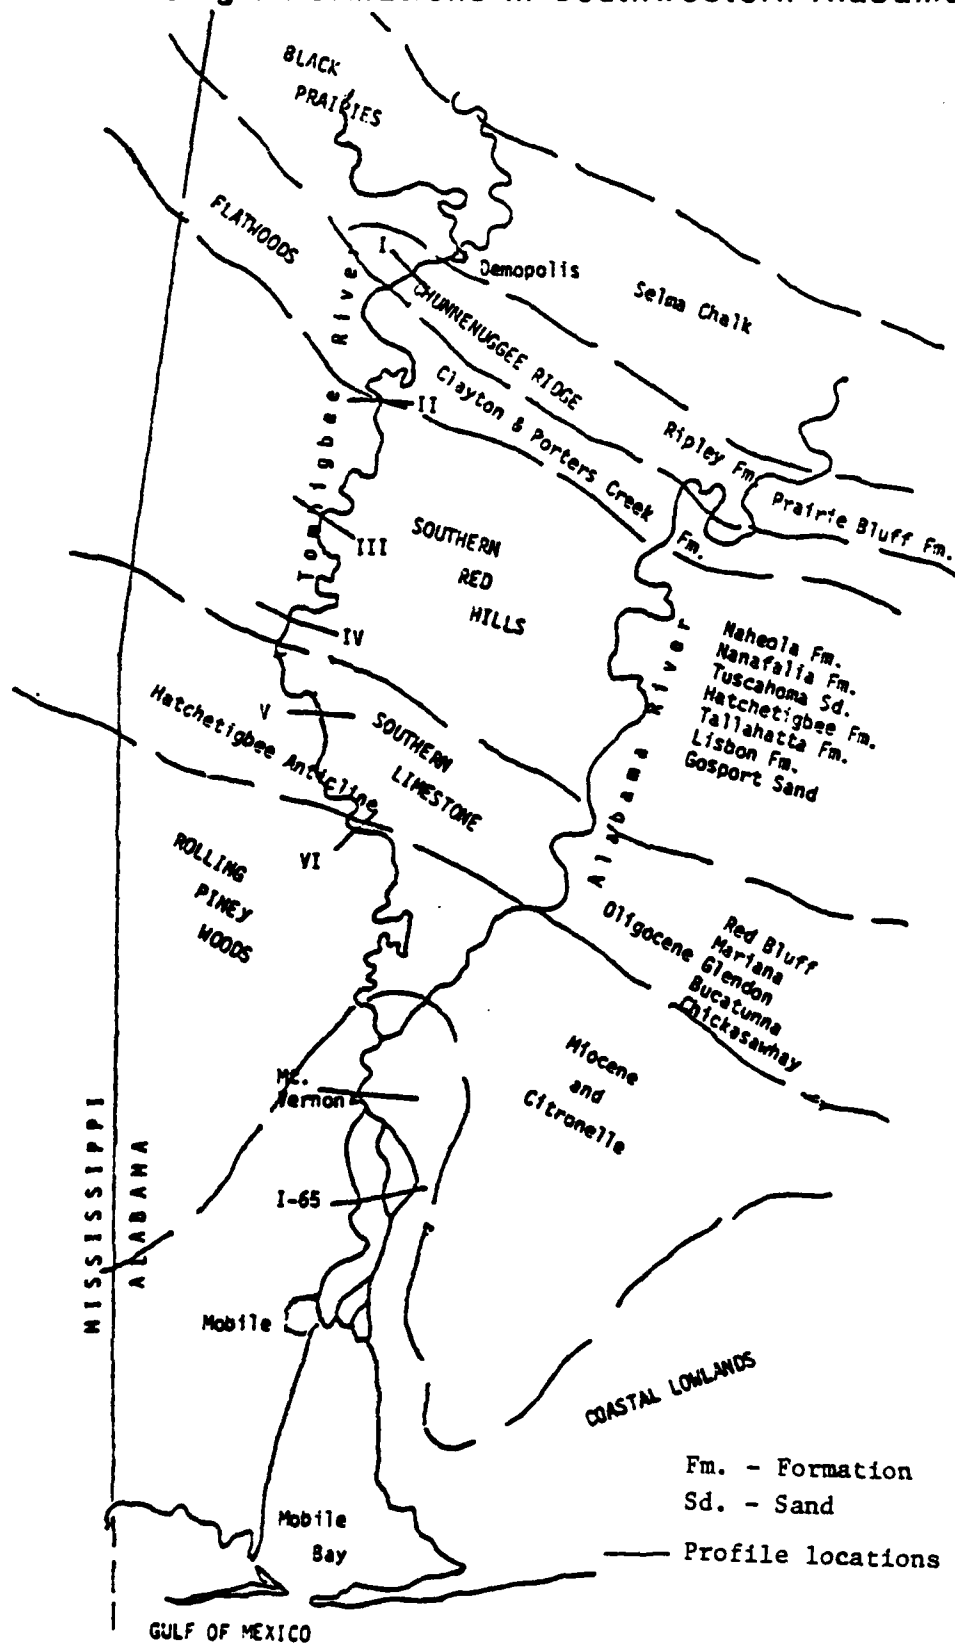 BLACK
PRAIRIES
FLATWOODS
I
Demopolis
Selma Chalk
CHUNNENUGGEE RIDGE
Tombigbee River
II
Clayton & Porters Creek Fm.
Ripley Fm.
Prairie Bluff Fm.
III
SOUTHERN
RED
HILLS
IV
Naheola Fm.
Nanafalia Fm.
Tuscahoma Sd.
Hatchetigbee Fm.
Tallahatta Fm.
Lisbon Fm.
Gosport Sand
Alabama River
V
Hatchetigbee Anticline
SOUTHERN
LIMESTONE
VI
ROLLING
PINEY
WOODS
Red Bluff
Mariana
Oligocene Glendon
Bucatunna
Chickasawhay
Miocene
and
Citronelle
Mt.
Vernon
I-65
MISSISSIPPI
ALABAMA
Mobile
COASTAL LOWLANDS
Fm. - Formation
Sd. - Sand
Profile locations
Mobile
Bay
GULF OF MEXICO